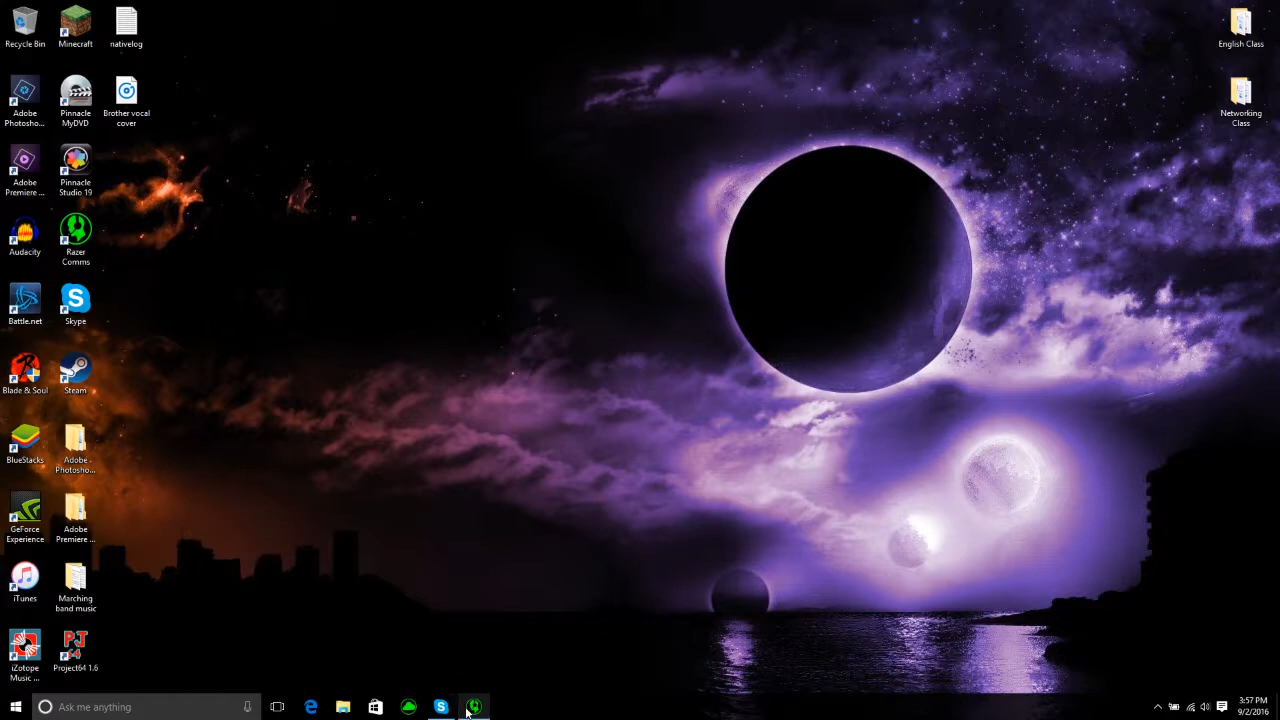 Recycle Bin
Minecraft
nativelog
Adobe
Photosho...
Pinnacle
MyDVD
Brother vocal
cover
Adobe
Premiere ...
Pinnacle
Studio 19
Audacity
Razer
Comms
Battle.net
Skype
Blade & Soul
Steam
BlueStacks
Adobe
Photosho...
GeForce
Experience
Adobe
Premiere ...
iTunes
Marching
band music
iZotope
Music ...
Project64 1.6
English Class
Networking
Class
Ask me anything
3:57 PM
9/2/2016